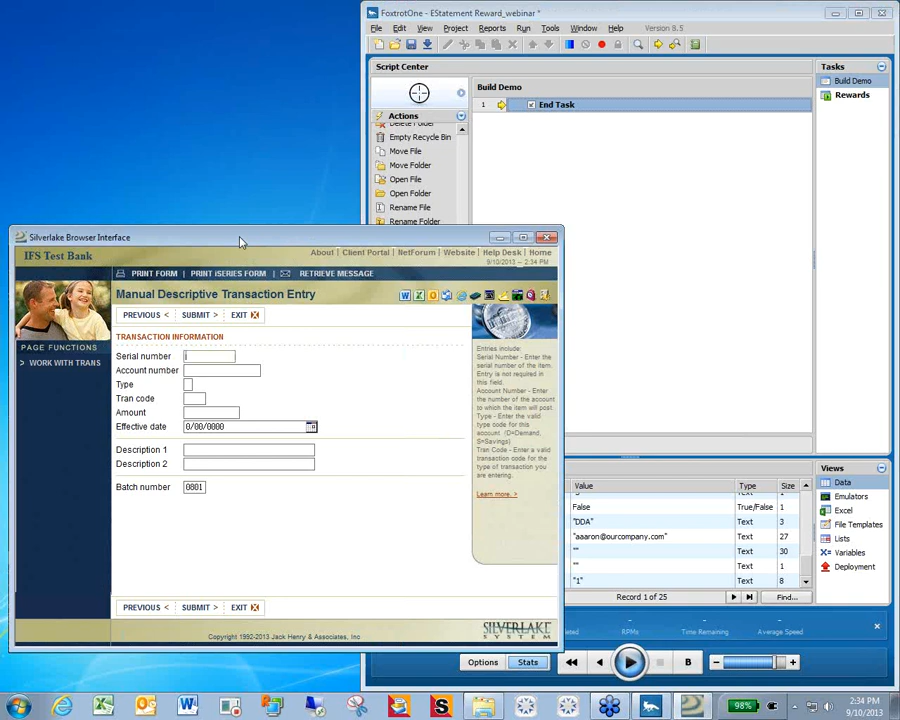 FoxtrotOne - EStatement Reward_webinar *
File Edit View Project Reports Run Tools Window Help Version 8.5
Script Center
Tasks
Build Demo
Rewards
Actions
Delete Folder
Empty Recycle Bin
Move File
Move Folder
Open File
Open Folder
Rename File
Rename Folder
Build Demo
1 End Task
Silverlake Browser Interface
IFS Test Bank
About | Client Portal | NetForum | Website | Help Desk | Home
9/10/2013 – 2:34 PM
PRINT FORM | PRINT iSERIES FORM | RETRIEVE MESSAGE
Manual Descriptive Transaction Entry
PREVIOUS < SUBMIT > EXIT
PAGE FUNCTIONS
> WORK WITH TRANS
TRANSACTION INFORMATION
Serial number
Account number
Type
Tran code
Amount
Effective date 0/00/0000
Description 1
Description 2
Batch number 0801
Entries include:
Serial Number - Enter the
serial number of the item.
Entry is not required in
this field.
Account Number - Enter
the number of the account
to which the item will post.
Type - Enter the valid
type code for this
account. (D=Demand,
S=Savings)
Tran Code - Enter a valid
transaction code for the
type of transaction you
are entering.
Learn more. >
PREVIOUS < SUBMIT > EXIT
Copyright 1992-2013 Jack Henry & Associates, Inc
SILVERLAKE
SYSTEM
Value Type Size
False True/False 1
"DDA" Text 3
"aaaron@ourcompany.com" Text 27
"" Text 30
"" Text 1
"1" Text 8
Record 1 of 25
Find...
Views
Data
Emulators
Excel
File Templates
Lists
Variables
Deployment
RPMs Time Remaining Average Speed
Options Stats
B
98%
2:34 PM
9/10/2013